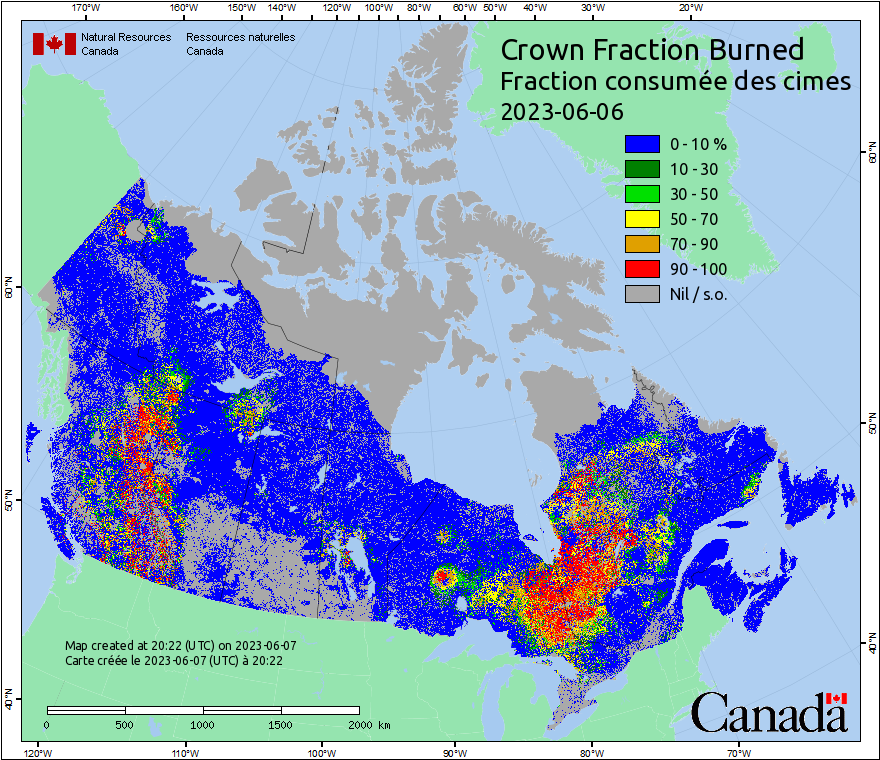 170°W 160°W 150°W 140°W 120°W 100°W 80°W 60°W 50°W 40°W 30°W 20°W
Natural Resources Ressources naturelles
Canada Canada
Crown Fraction Burned
Fraction consumée des cimes
2023-06-06
0 - 10 %
10 - 30
30 - 50
50 - 70
70 - 90
90 - 100
Nil / s.o.
60°N
60°N
50°N
50°N
40°N
40°N
Map created at 20:22 (UTC) on 2023-06-07
Carte créée le 2023-06-07 (UTC) à 20:22
0 500 1000 1500 2000 km
Canada
120°W 110°W 100°W 90°W 80°W 70°W